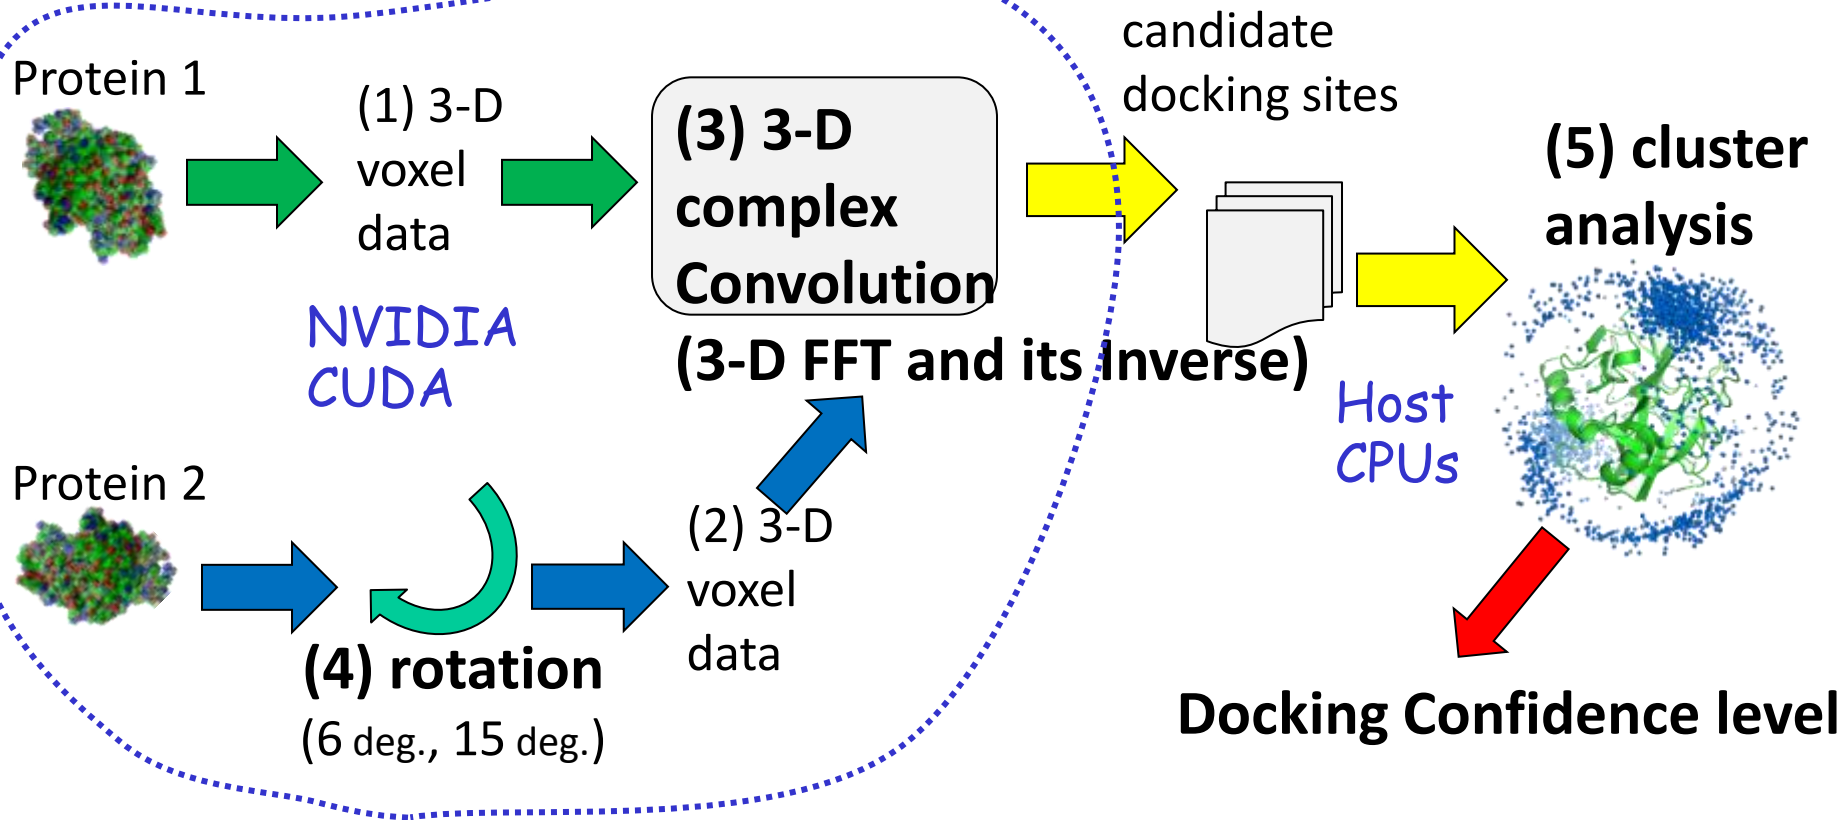 Protein 1
(1) 3-D
voxel
data
NVIDIA
CUDA
(3) 3-D
complex
Convolution
(3-D FFT and its Inverse)
candidate
docking sites
(5) cluster
analysis
Host
CPUs
Protein 2
(4) rotation
(6 deg., 15 deg.)
(2) 3-D
voxel
data
Docking Confidence level